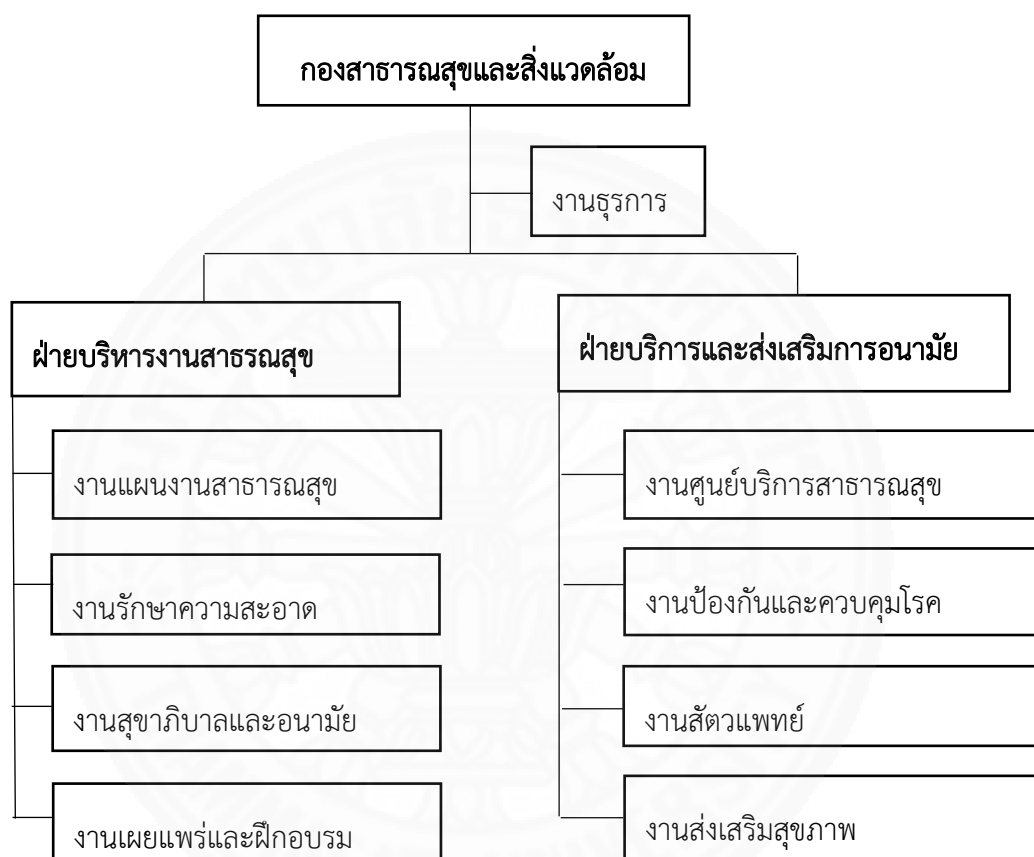 กองสาธารณสุขและสิ่งแวดล้อม
งานธุรการ
ฝ่ายบริหารงานสาธรณสุข
งานแผนงานสาธารณสุข
งานรักษาความสะอาด
งานสุขาภิบาลและอนามัย
งานเผยแพร่และฝึกอบรม
ฝ่ายบริการและส่งเสริมการอนามัย
งานศูนย์บริการสาธารณสุข
งานป้องกันและควบคุมโรค
งานสัตวแพทย์
งานส่งเสริมสุขภาพ